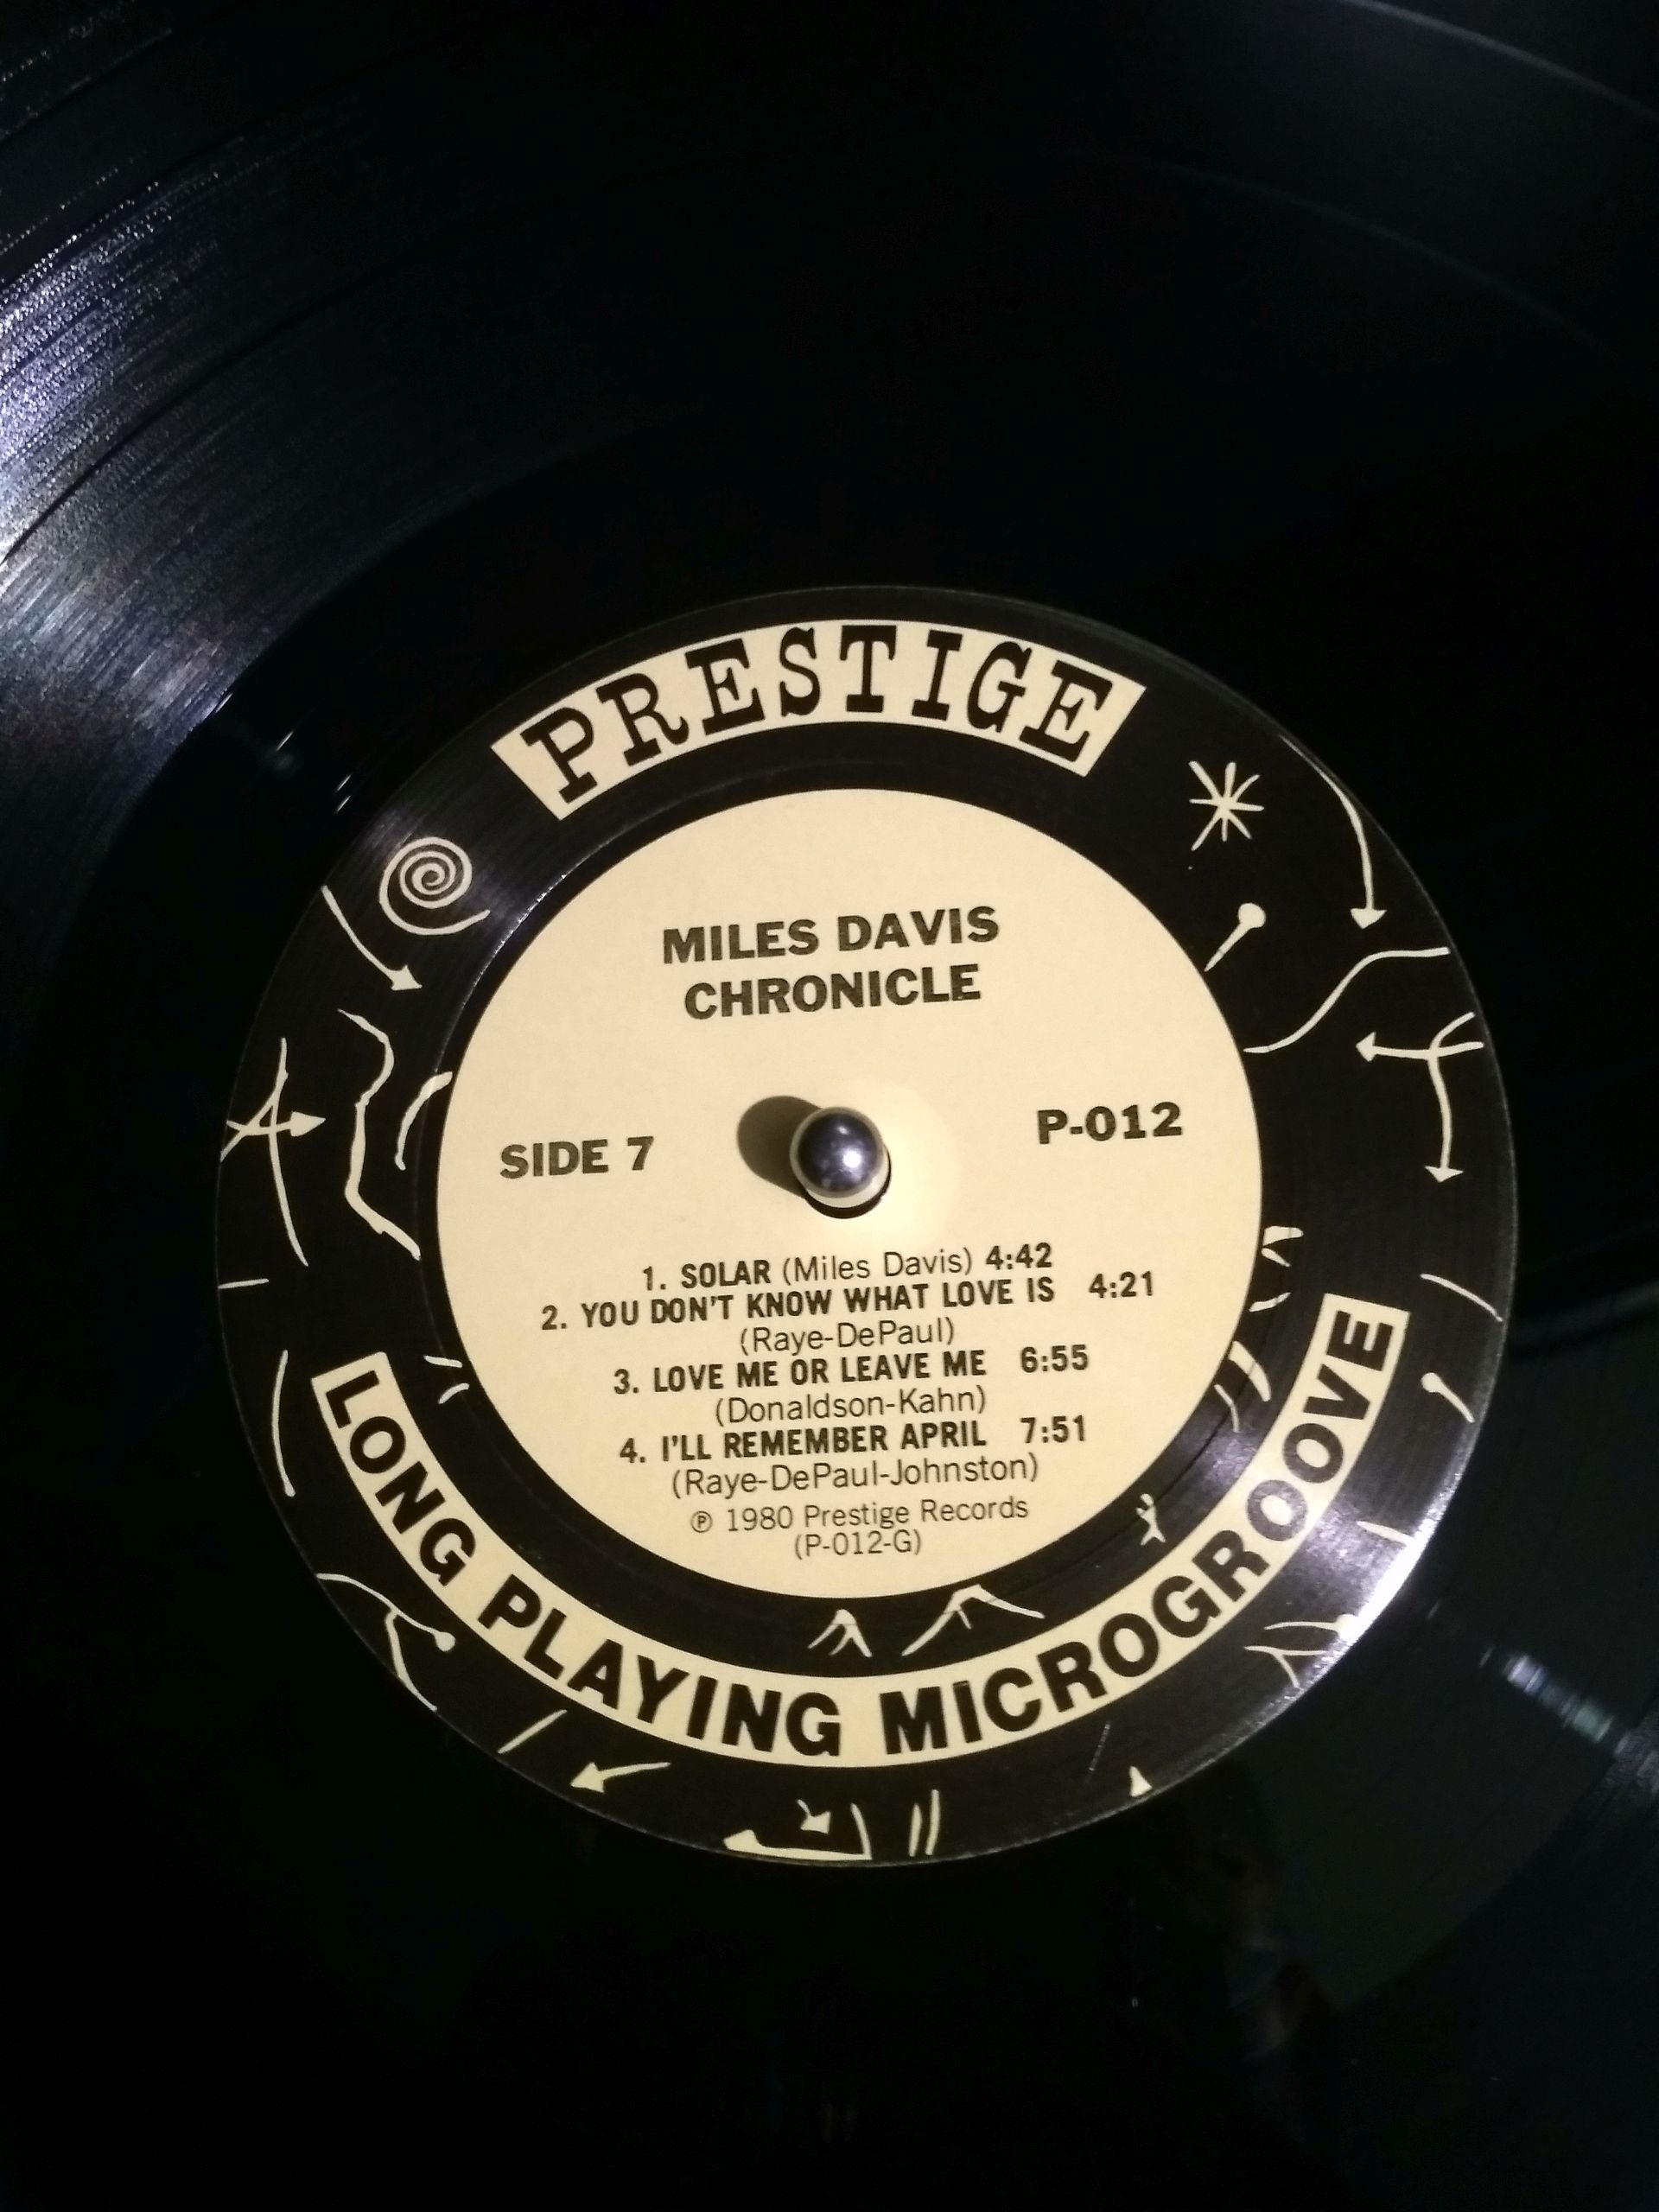 PRESTIGE
MILES DAVIS
CHRONICLE
SIDE 7
P-012
1. SOLAR (Miles Davis) 4:42
2. YOU DON'T KNOW WHAT LOVE IS 4:21
(Raye-DePaul)
3. LOVE ME OR LEAVE ME 6:55
(Donaldson-Kahn)
4. I'LL REMEMBER APRIL 7:51
(Raye-DePaul-Johnston)
℗ 1980 Prestige Records
(P-012-G)
LONG PLAYING MICROGROOVE